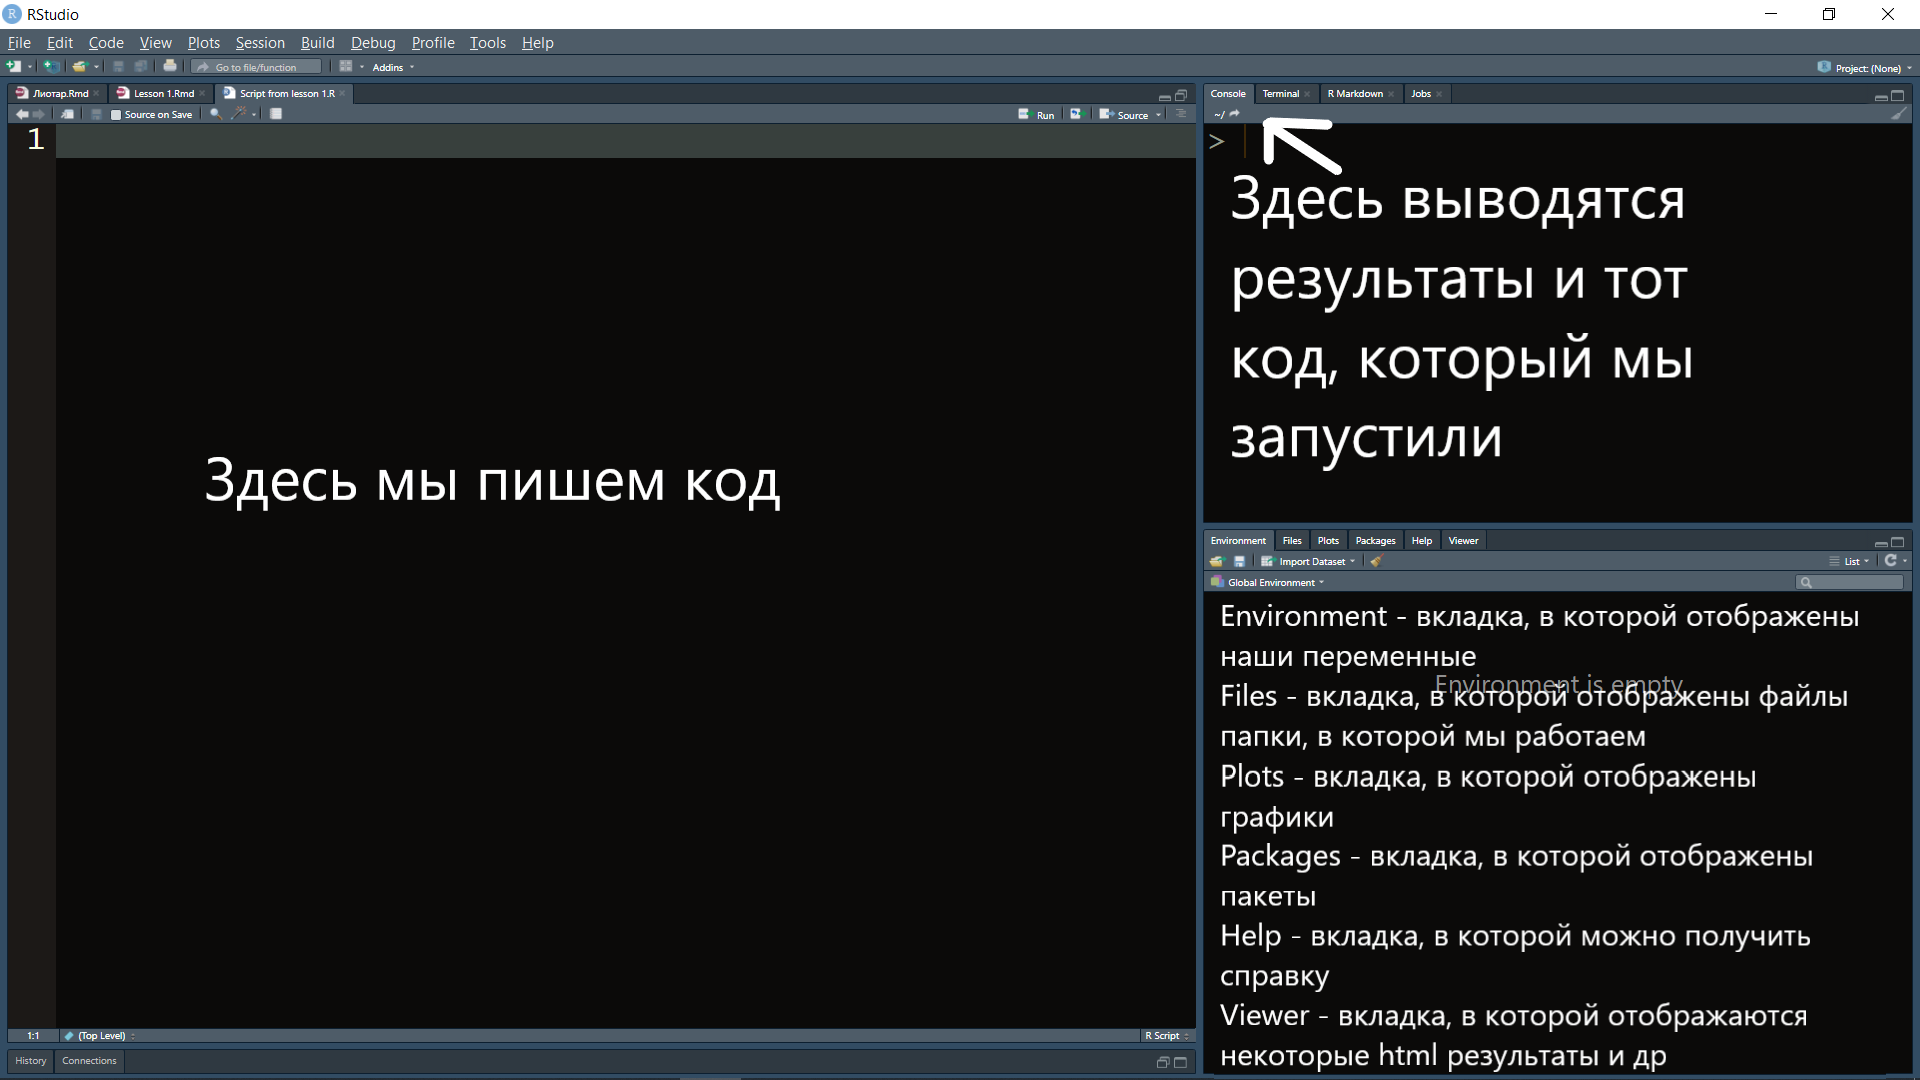 RStudio
File Edit Code View Plots Session Build Debug Profile Tools Help
Go to file/function Addins Project: (None)
Лиотар.Rmd Lesson 1.Rmd Script from lesson 1.R
Source on Save Run Source
1
Здесь мы пишем код
1:1 (Top Level) R Script
History Connections
Console Terminal R Markdown Jobs
~/
>
Здесь выводятся
результаты и тот
код, который мы
запустили
Environment Files Plots Packages Help Viewer
Import Dataset List
Global Environment
Environment - вкладка, в которой отображены
наши переменные
Environment is empty
Files - вкладка, в которой отображены файлы
папки, в которой мы работаем
Plots - вкладка, в которой отображены
графики
Packages - вкладка, в которой отображены
пакеты
Help - вкладка, в которой можно получить
справку
Viewer - вкладка, в которой отображаются
некоторые html результаты и др